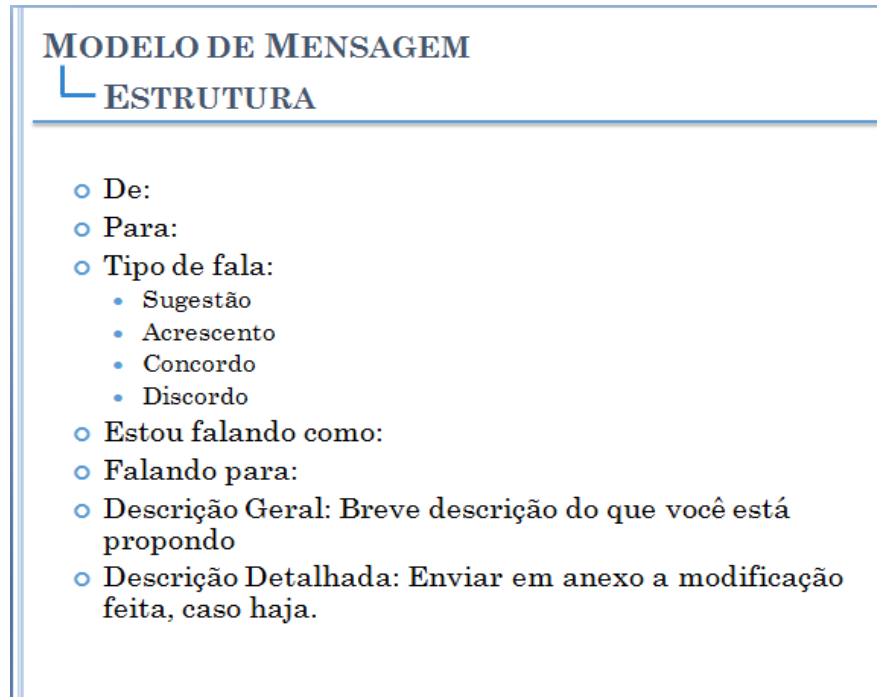 MODELO DE MENSAGEM
ESTRUTURA
De:
Para:
Tipo de fala:
Sugestão
Acrescento
Concordo
Discordo
Estou falando como:
Falando para:
Descrição Geral: Breve descrição do que você está
propondo
Descrição Detalhada: Enviar em anexo a modificação
feita, caso haja.